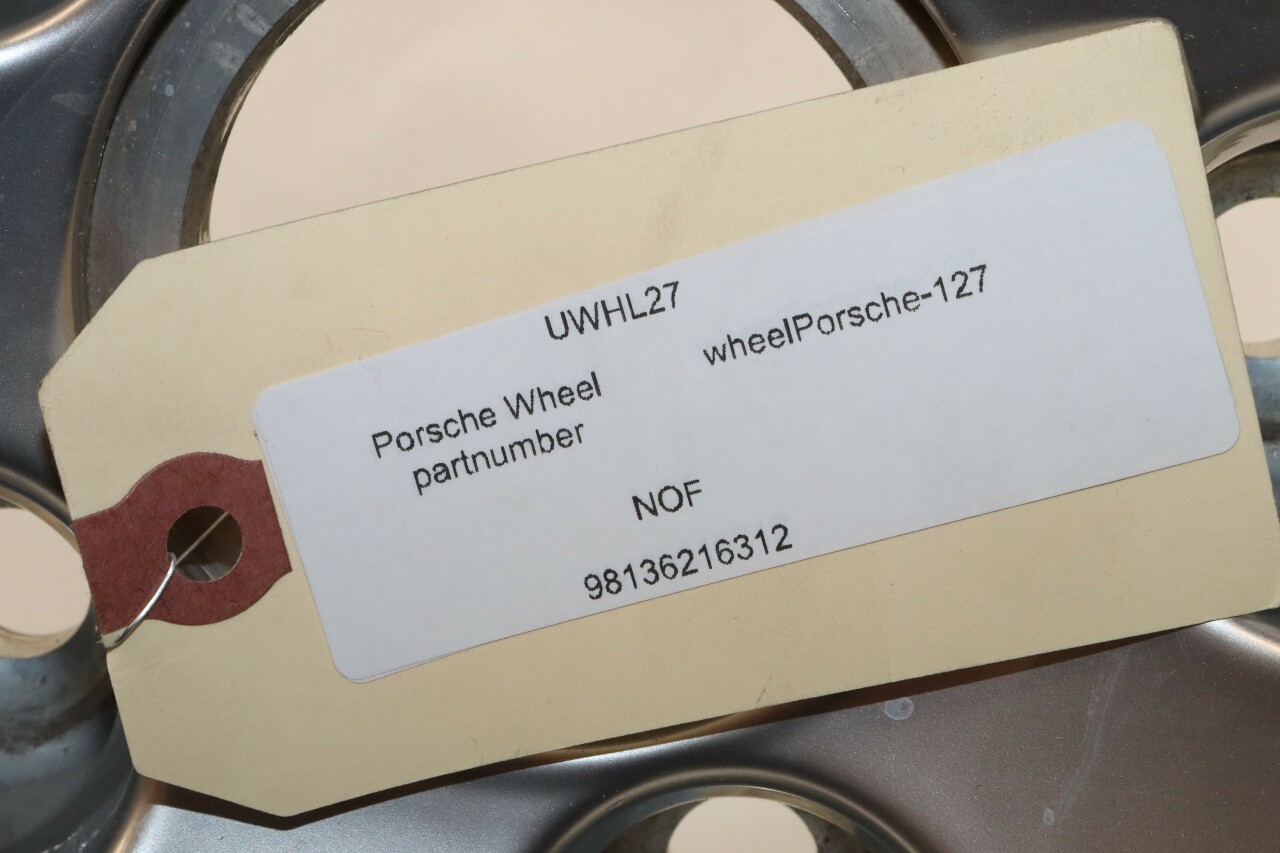 UWHL27
wheelPorsche-127
Porsche Wheel
partnumber
NOF
98136216312